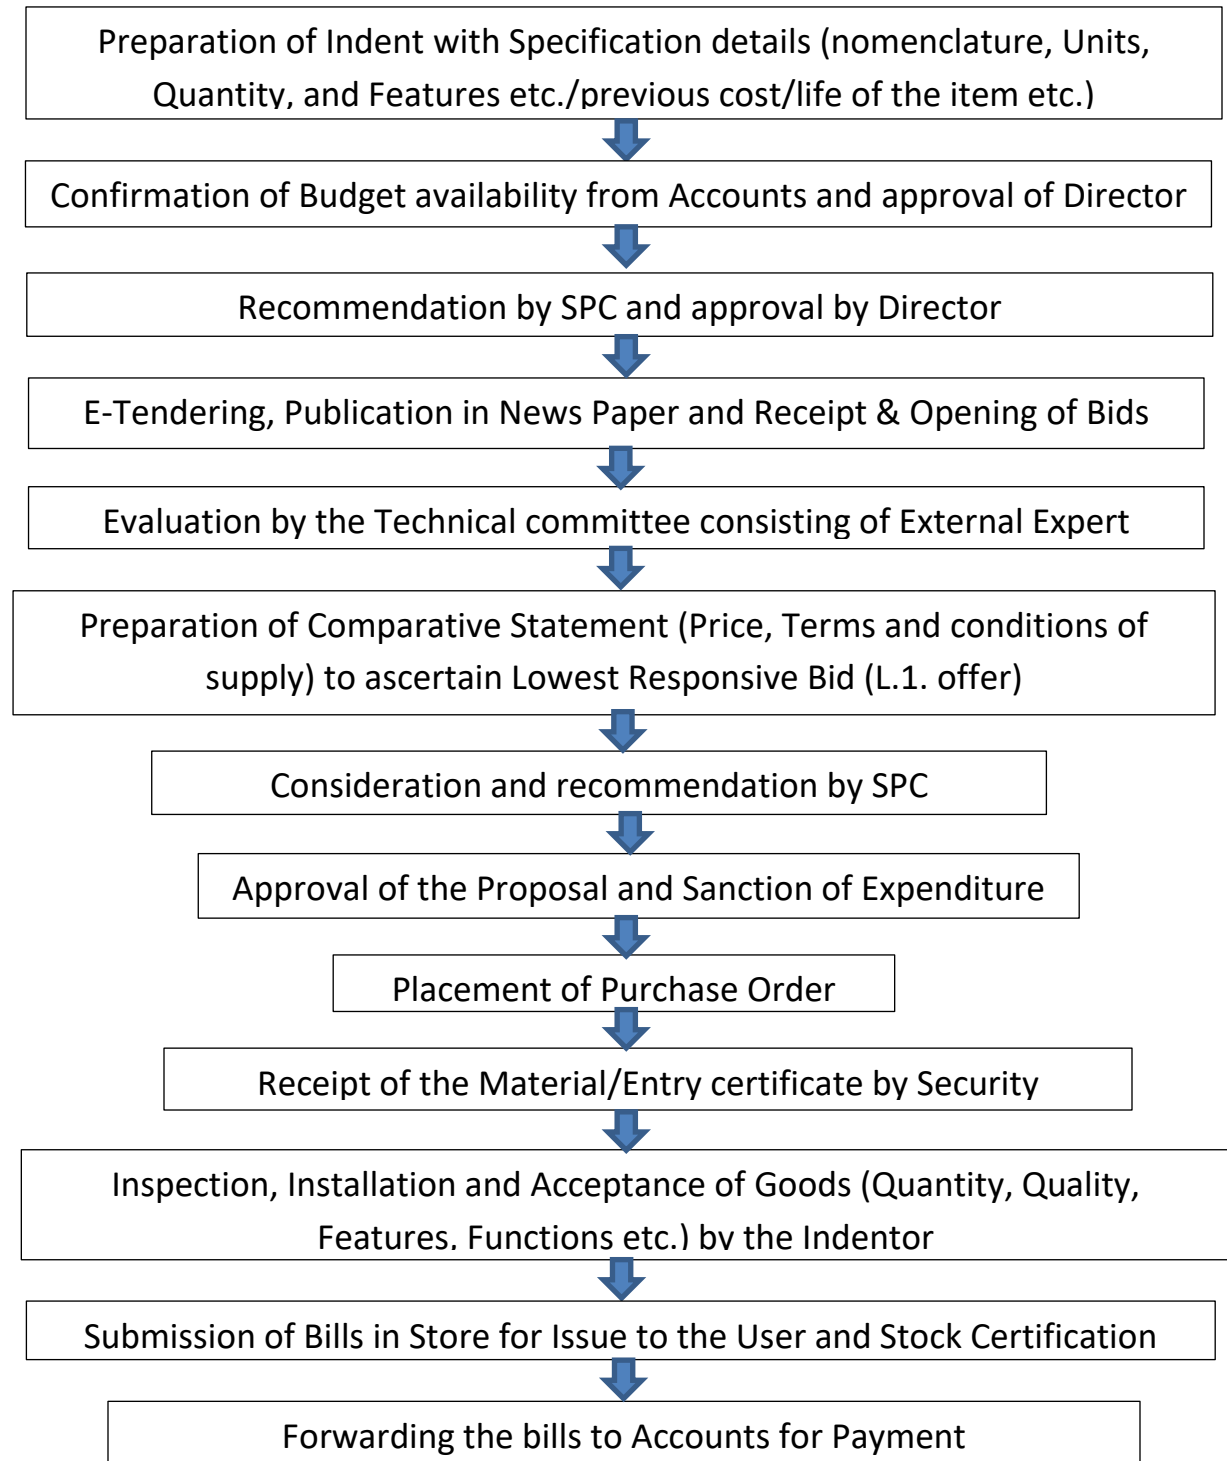 Preparation of Indent with Specification details (nomenclature, Units,
Quantity, and Features etc./previous cost/life of the item etc.)
Confirmation of Budget availability from Accounts and approval of Director
Recommendation by SPC and approval by Director
E-Tendering, Publication in News Paper and Receipt & Opening of Bids
Evaluation by the Technical committee consisting of External Expert
Preparation of Comparative Statement (Price, Terms and conditions of
supply) to ascertain Lowest Responsive Bid (L.1. offer)
Consideration and recommendation by SPC
Approval of the Proposal and Sanction of Expenditure
Placement of Purchase Order
Receipt of the Material/Entry certificate by Security
Inspection, Installation and Acceptance of Goods (Quantity, Quality,
Features, Functions etc.) by the Indentor
Submission of Bills in Store for Issue to the User and Stock Certification
Forwarding the bills to Accounts for Payment